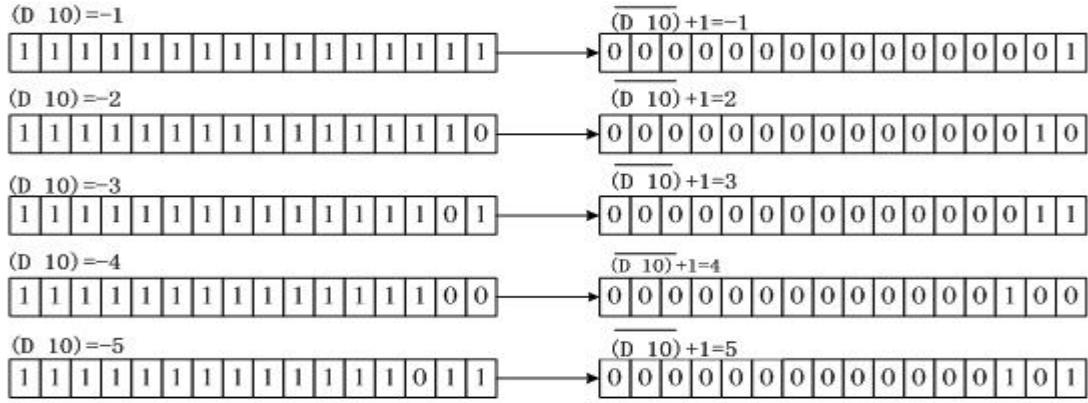 (D 10)=-1
(D 10)+1=-1
1 1 1 1 1 1 1 1 1 1 1 1 1 1 1 1
0 0 0 0 0 0 0 0 0 0 0 0 0 0 0 1
(D 10)=-2
(D 10)+1=2
1 1 1 1 1 1 1 1 1 1 1 1 1 1 1 0
0 0 0 0 0 0 0 0 0 0 0 0 0 0 1 0
(D 10)=-3
(D 10)+1=3
1 1 1 1 1 1 1 1 1 1 1 1 1 1 0 1
0 0 0 0 0 0 0 0 0 0 0 0 0 0 1 1
(D 10)=-4
(D 10)+1=4
1 1 1 1 1 1 1 1 1 1 1 1 1 1 0 0
0 0 0 0 0 0 0 0 0 0 0 0 0 1 0 0
(D 10)=-5
(D 10)+1=5
1 1 1 1 1 1 1 1 1 1 1 1 1 0 1 1
0 0 0 0 0 0 0 0 0 0 0 0 0 1 0 1